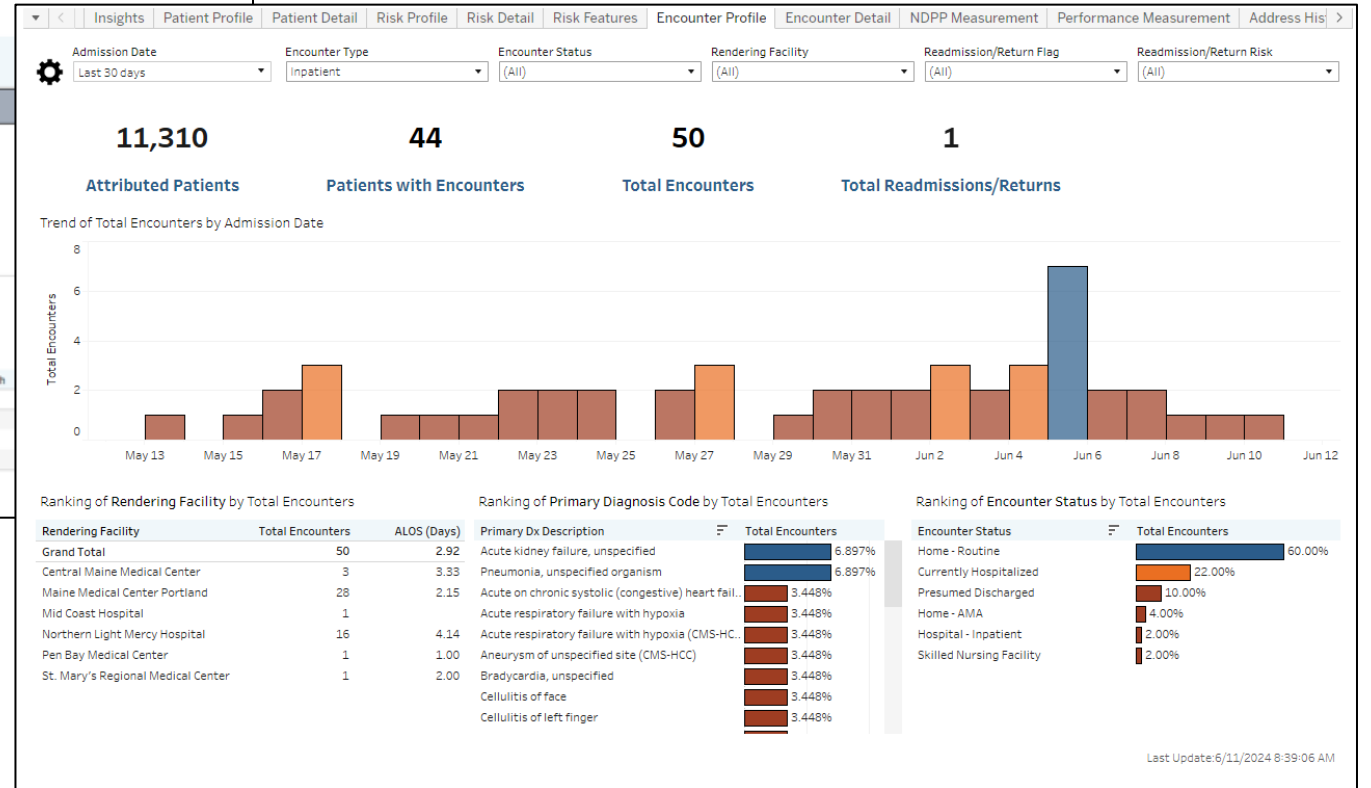 Insights Patient Profile Patient Detail Risk Profile Risk Detail Risk Features Encounter Profile Encounter Detail NDPP Measurement Performance Measurement Address His
Admission Date Encounter Type Encounter Status Rendering Facility Readmission/Return Flag Readmission/Return Risk
Last 30 days Inpatient (All) (All) (All) (All)
11,310 44 50 1
Attributed Patients Patients with Encounters Total Encounters Total Readmissions/Returns
Trend of Total Encounters by Admission Date
8
6
4
2
0
Total Encounters
May 13 May 15 May 17 May 19 May 21 May 23 May 25 May 27 May 29 May 31 Jun 2 Jun 4 Jun 6 Jun 8 Jun 10 Jun 12
Ranking of Rendering Facility by Total Encounters
Rendering Facility Total Encounters ALOS (Days)
Grand Total 50 2.92
Central Maine Medical Center 3 3.33
Maine Medical Center Portland 28 2.15
Mid Coast Hospital 1
Northern Light Mercy Hospital 16 4.14
Pen Bay Medical Center 1 1.00
St. Mary's Regional Medical Center 1 2.00
Ranking of Primary Diagnosis Code by Total Encounters
Primary Dx Description Total Encounters
Acute kidney failure, unspecified 6.897%
Pneumonia, unspecified organism 6.897%
Acute on chronic systolic (congestive) heart fail.. 3.448%
Acute respiratory failure with hypoxia 3.448%
Acute respiratory failure with hypoxia (CMS-HC.. 3.448%
Aneurysm of unspecified site (CMS-HCC) 3.448%
Bradycardia, unspecified 3.448%
Cellulitis of face 3.448%
Cellulitis of left finger 3.448%
Ranking of Encounter Status by Total Encounters
Encounter Status Total Encounters
Home - Routine 60.00%
Currently Hospitalized 22.00%
Presumed Discharged 10.00%
Home - AMA 4.00%
Hospital - Inpatient 2.00%
Skilled Nursing Facility 2.00%
Last Update:6/11/2024 8:39:06 AM